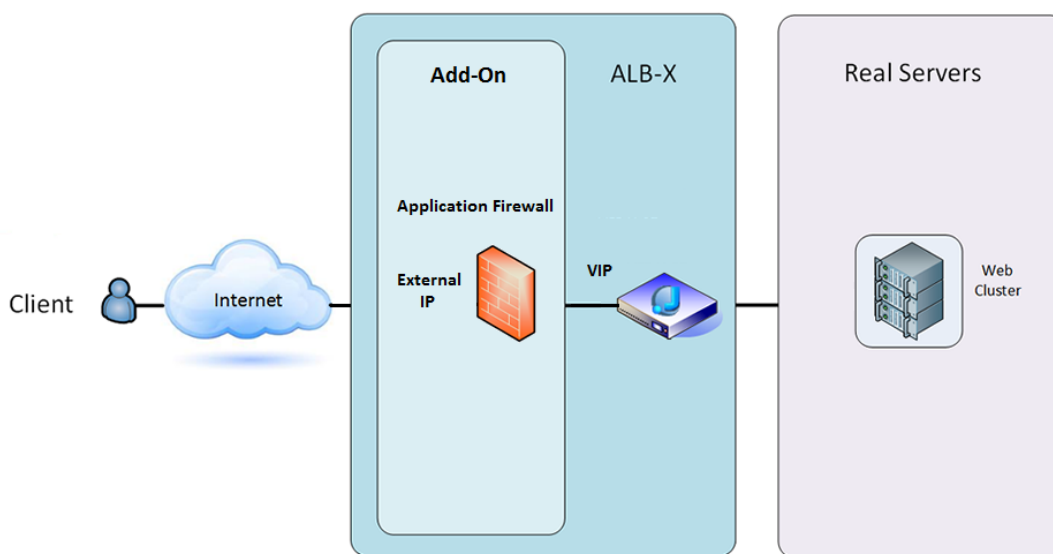 Add-On
ALB-X
Real Servers
Application Firewall
External
IP
VIP
Web
Cluster
Client
Internet